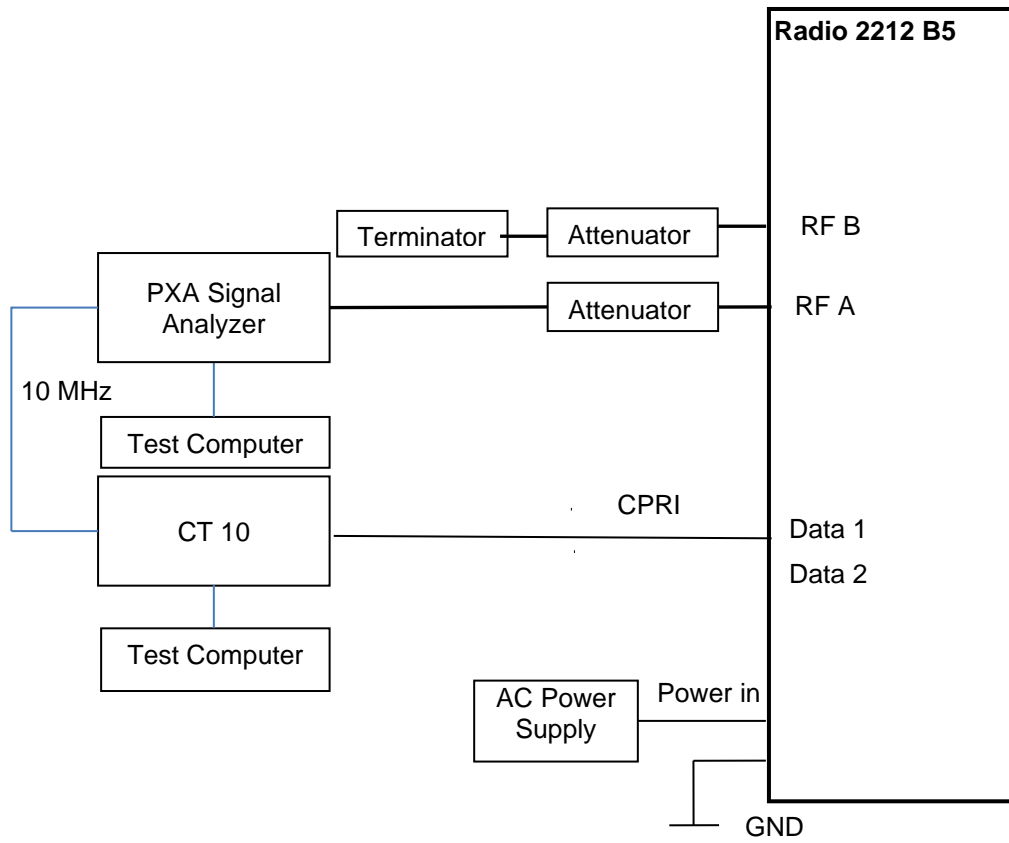 Radio 2212 B5
Terminator
Attenuator
RF B
PXA Signal
Analyzer
Attenuator
RF A
10 MHz
Test Computer
CT 10
CPRI
Data 1
Data 2
Test Computer
AC Power
Supply
Power in
GND